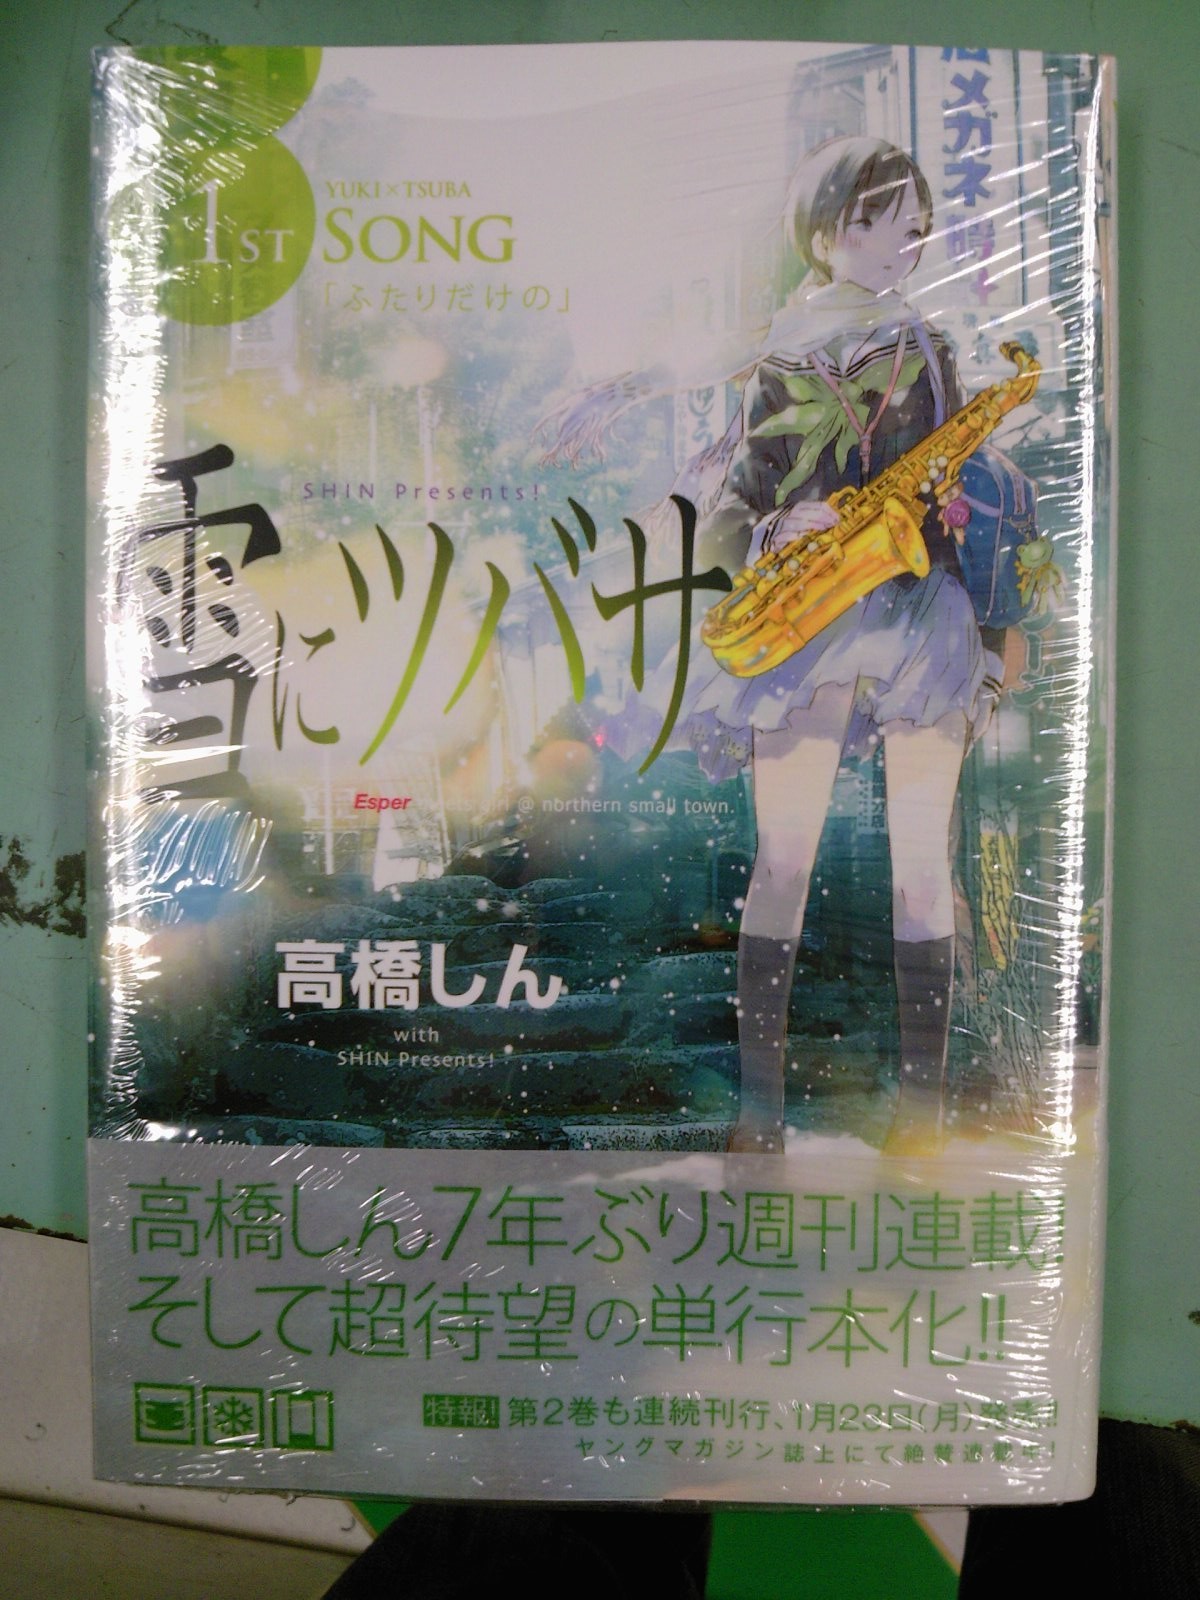 1ST
YUKI×TSUBA
SONG
「ふたりだけの」
メガネ
時
SHIN Presents!
雪にツバサ
Esper meets girl @ northern small town.
高橋しん
with
SHIN Presents!
高橋しん7年ぶり週刊連載!
そして超待望の単行本化!!
特報! 第2巻も連続刊行、1月23日(月)発売!!
ヤングマガジン誌上にて絶賛連載中!